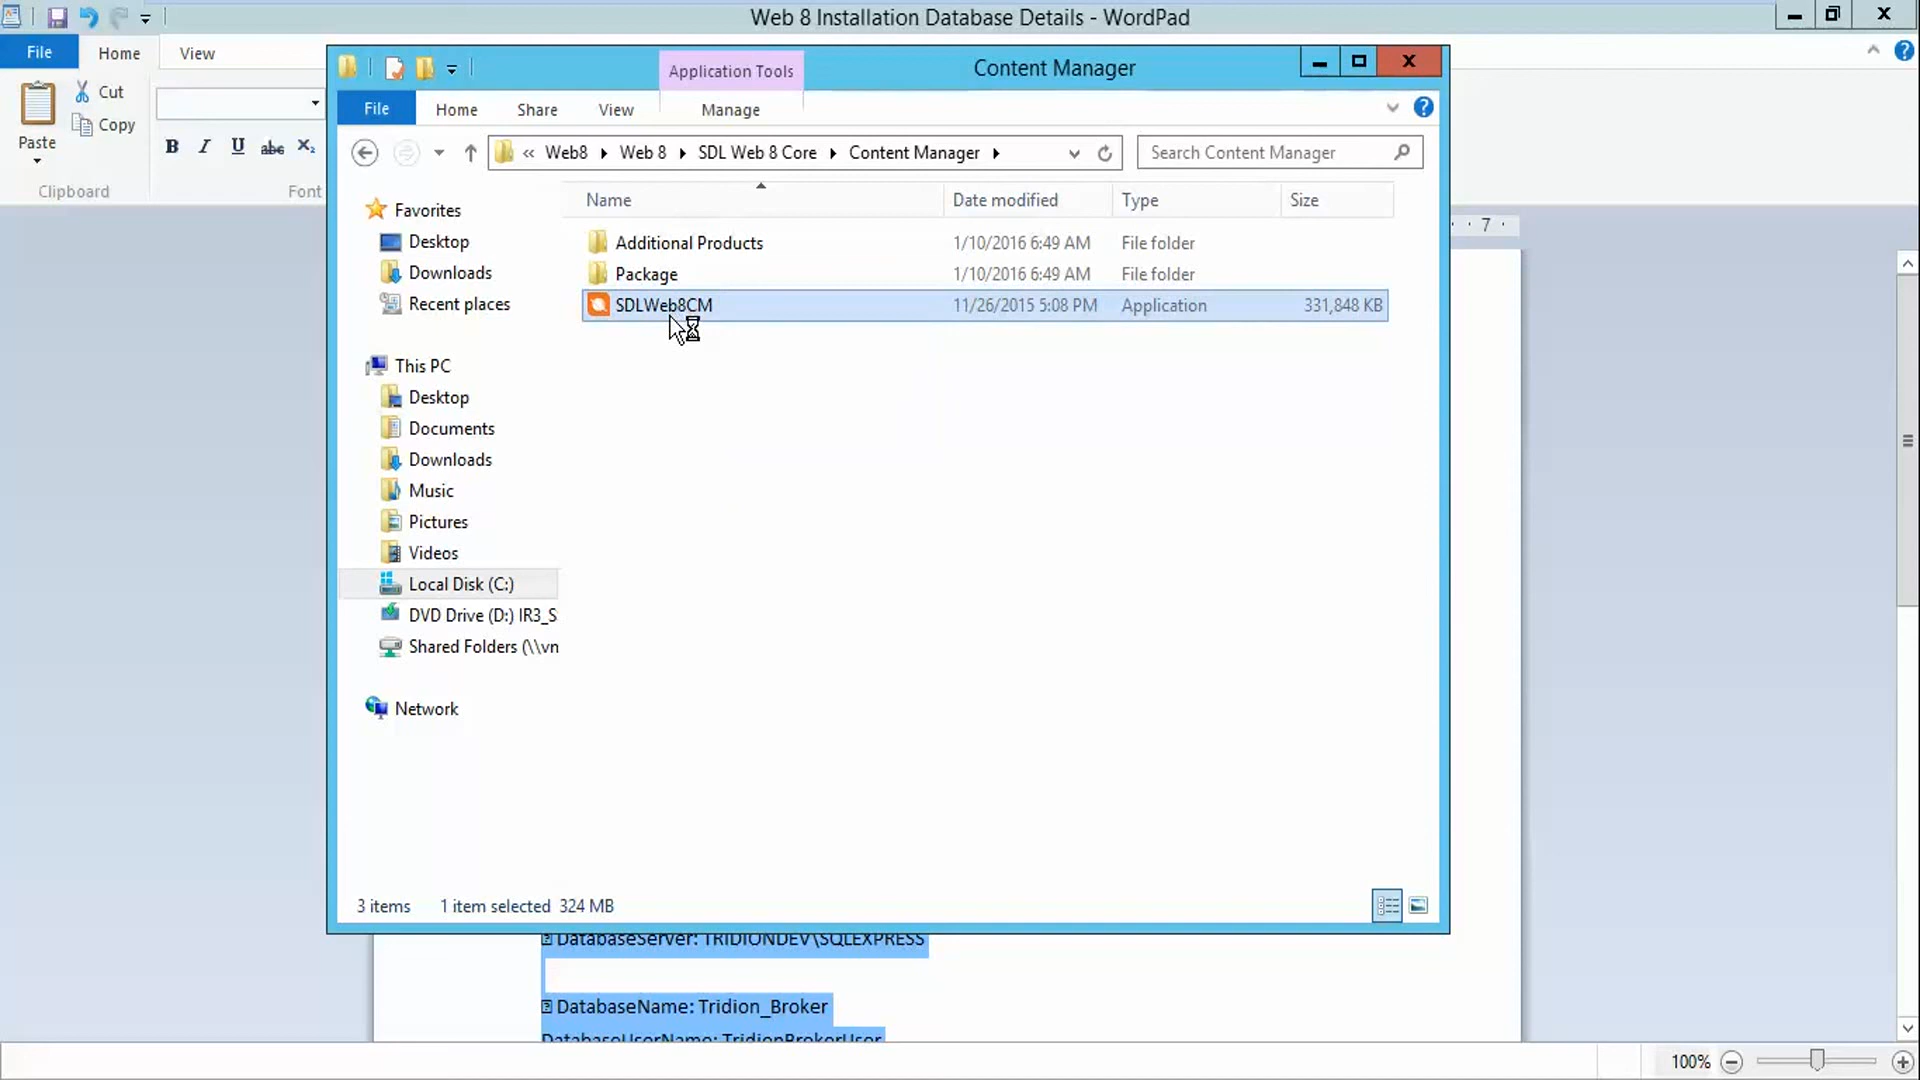 Web 8 Installation Database Details - WordPad
File
Home
View
Cut
Copy
Paste
B I U abc X₂
Clipboard
Font
Application Tools
Content Manager
File
Home
Share
View
Manage
« Web8 ▸ Web 8 ▸ SDL Web 8 Core ▸ Content Manager ▸
Search Content Manager
Name
Date modified
Type
Size
Additional Products 1/10/2016 6:49 AM File folder
Package 1/10/2016 6:49 AM File folder
SDLWeb8CM 11/26/2015 5:08 PM Application 331,848 KB
Favorites
Desktop
Downloads
Recent places
This PC
Desktop
Documents
Downloads
Music
Pictures
Videos
Local Disk (C:)
DVD Drive (D:) IR3_S
Shared Folders (\\vn
Network
7
3 items 1 item selected 324 MB
DatabaseServer: TRIDIONDEV\SQLEXPRESS
DatabaseName: Tridion_Broker
DatabaseUserName: TridionBrokerUser
100%